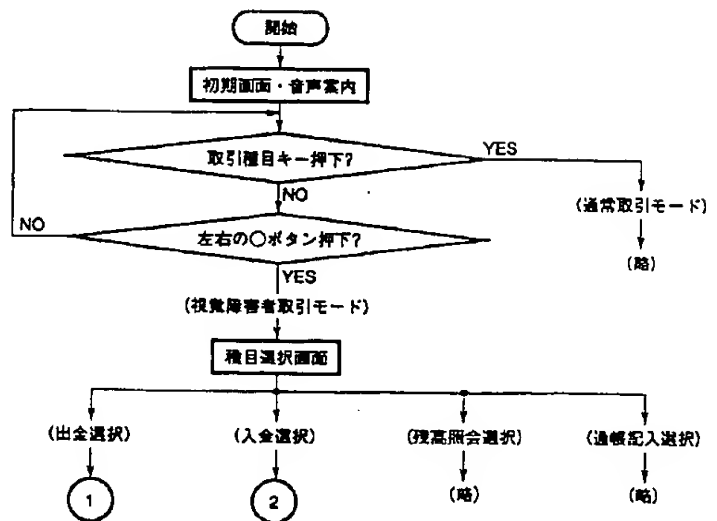 開始
初期画面・音声案内
取引種目キー押下?
YES
NO
(通常取引モード)
(略)
左右の○ボタン押下?
NO
YES
(視覚障害者取引モード)
種目選択画面
(出金選択) (入金選択) (残高照会選択) (通帳記入選択)
1 2 (略) (略)